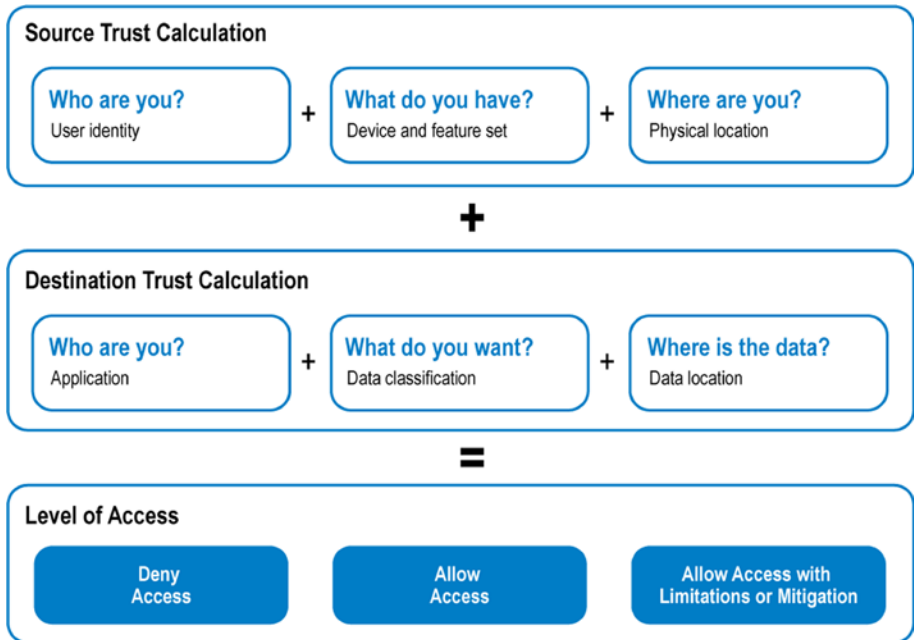 Source Trust Calculation
Who are you?
User identity
+
What do you have?
Device and feature set
+
Where are you?
Physical location
+
Destination Trust Calculation
Who are you?
Application
+
What do you want?
Data classification
+
Where is the data?
Data location
=
Level of Access
Deny
Access
Allow
Access
Allow Access with
Limitations or Mitigation